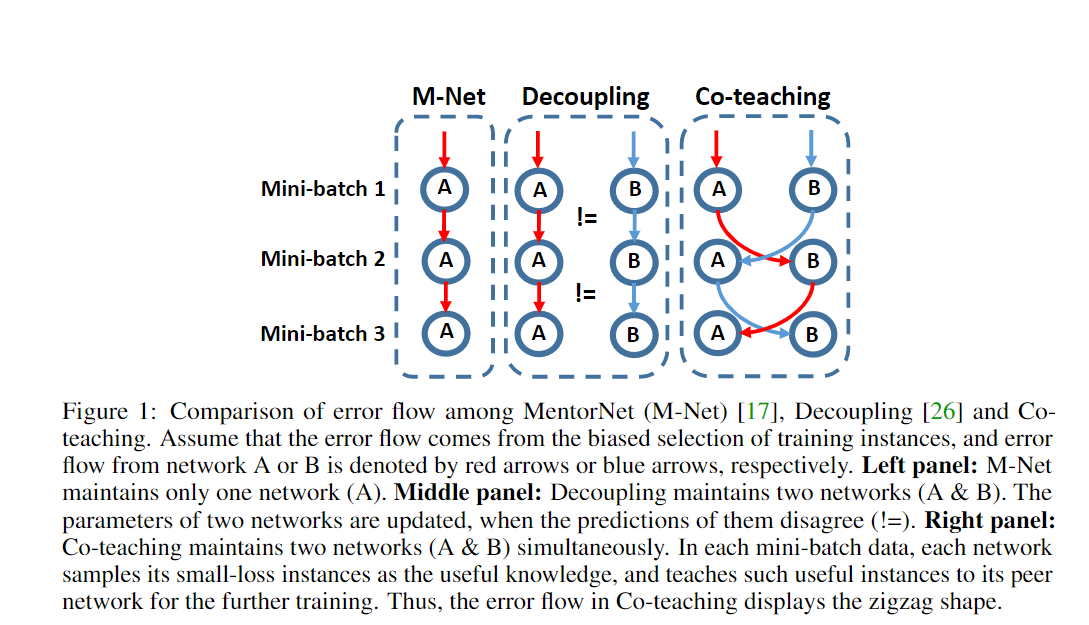 M-Net Decoupling Co-teaching
A A B A B
Mini-batch 1
!=
A A B A B
Mini-batch 2
!=
A A B A B
Mini-batch 3
Figure 1: Comparison of error flow among MentorNet (M-Net) [17], Decoupling [26] and Co-
teaching. Assume that the error flow comes from the biased selection of training instances, and error
flow from network A or B is denoted by red arrows or blue arrows, respectively. Left panel: M-Net
maintains only one network (A). Middle panel: Decoupling maintains two networks (A & B). The
parameters of two networks are updated, when the predictions of them disagree (!=). Right panel:
Co-teaching maintains two networks (A & B) simultaneously. In each mini-batch data, each network
samples its small-loss instances as the useful knowledge, and teaches such useful instances to its peer
network for the further training. Thus, the error flow in Co-teaching displays the zigzag shape.